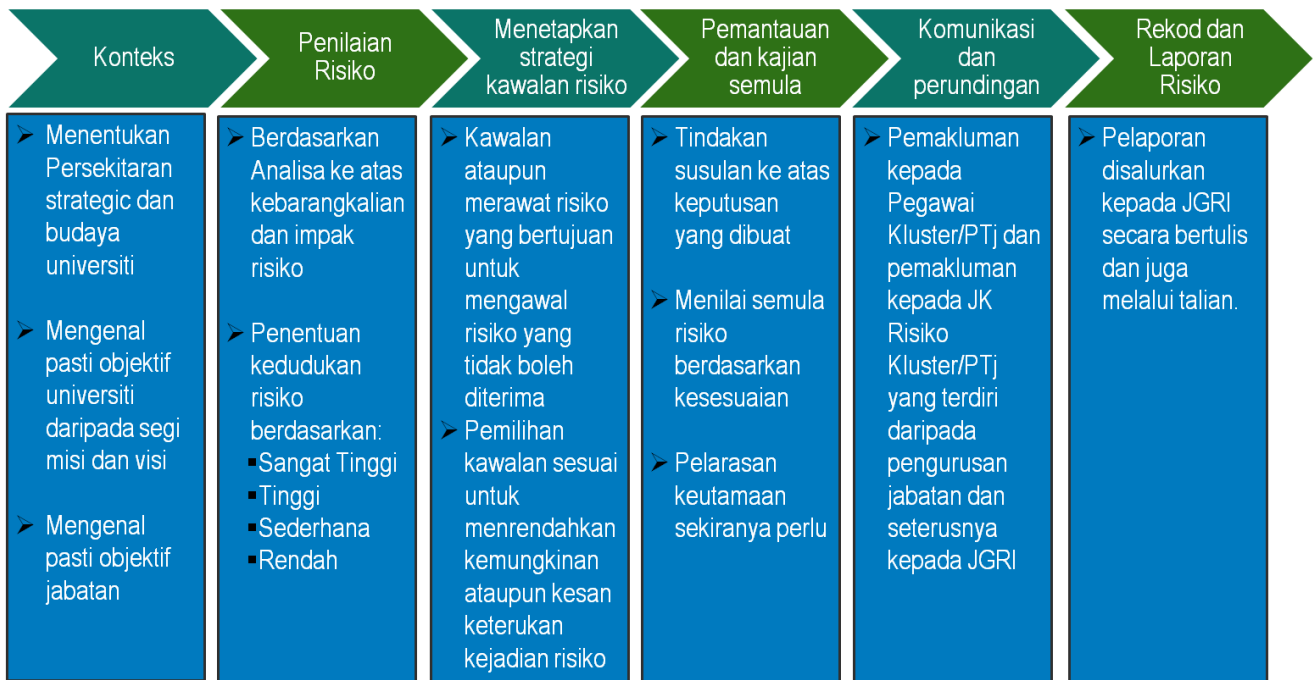 Konteks
Penilaian
Risiko
Menetapkan
strategi
kawalan risiko
Pemantauan
dan kajian
semula
Komunikasi
dan
perundingan
Rekod dan
Laporan
Risiko
➢ Menentukan
Persekitaran
strategic dan
budaya
universiti
➢ Mengenal
pasti objektif
universiti
daripada segi
misi dan visi
➢ Mengenal
pasti objektif
jabatan
➢ Berdasarkan
Analisa ke atas
kebarangkalian
dan impak
risiko
➢ Penentuan
kedudukan
risiko
berdasarkan:
▪Sangat Tinggi
▪Tinggi
▪Sederhana
▪Rendah
➢ Kawalan
ataupun
merawat risiko
yang bertujuan
untuk
mengawal
risiko yang
tidak boleh
diterima
➢ Pemilihan
kawalan sesuai
untuk
menrendahkan
kemungkinan
ataupun kesan
keterukan
kejadian risiko
➢ Tindakan
susulan ke atas
keputusan
yang dibuat
➢ Menilai semula
risiko
berdasarkan
kesesuaian
➢ Pelarasan
keutamaan
sekiranya perlu
➢ Pemakluman
kepada
Pegawai
Kluster/PTj dan
pemakluman
kepada JK
Risiko
Kluster/PTj
yang terdiri
daripada
pengurusan
jabatan dan
seterusnya
kepada JGRI
➢ Pelaporan
disalurkan
kepada JGRI
secara bertulis
dan juga
melalui talian.